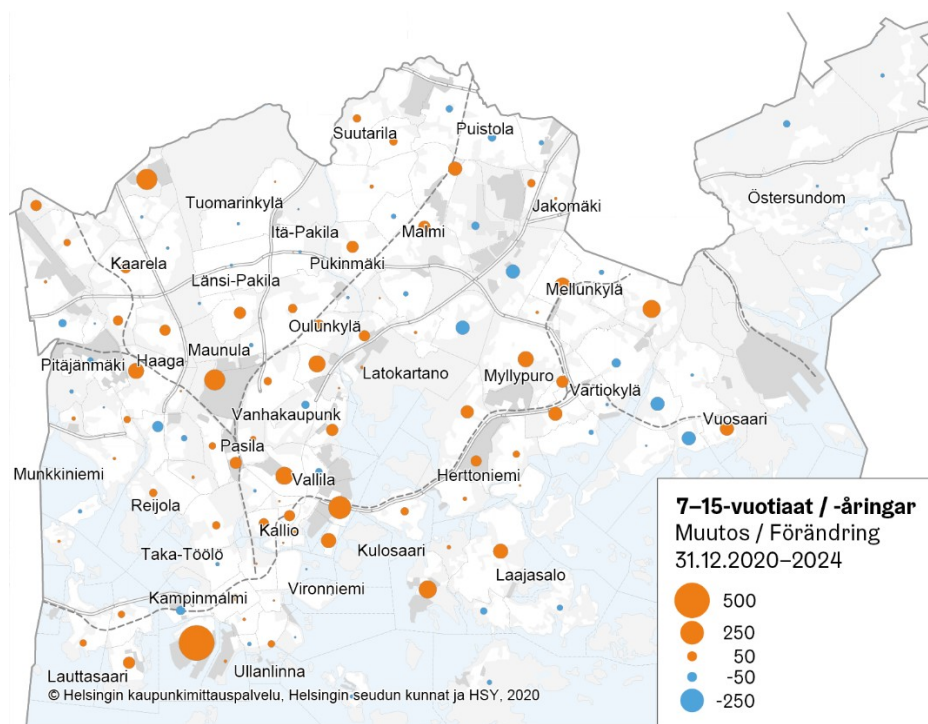 Suutarila
Puistola
Tuomarinkylä
Östersundom
Jakomäki
Itä-Pakila
Malmi
Kaarela
Pukinmäki
Länsi-Pakila
Mellunkylä
Oulunkylä
Maunula
Pitäjänmäki
Haaga
Latokartano
Myllypuro
Vartiokylä
Vanhakaupunk
Vuosaari
Pasila
Munkkiniemi
Vallila
Herttoniemi
Reijola
Kallio
Taka-Töölö
Kulosaari
Laajasalo
Vironniemi
Kampinmalmi
Lauttasaari
Ullanlinna
© Helsingin kaupunkimittauspalvelu, Helsingin seudun kunnat ja HSY, 2020
7–15-vuotiaat / -åringar
Muutos / Förändring
31.12.2020–2024
500
250
50
-50
-250